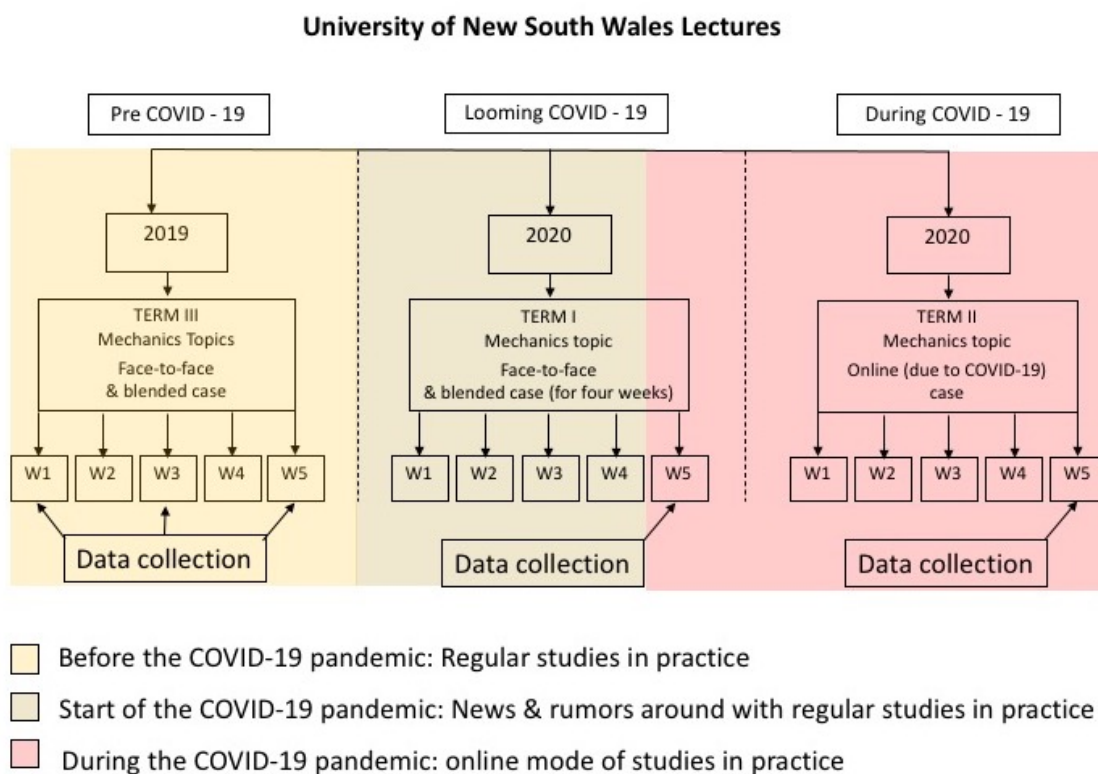 University of New South Wales Lectures
Pre COVID - 19
Looming COVID - 19
During COVID - 19
2019
2020
2020
TERM III
Mechanics Topics
Face-to-face
& blended case
TERM I
Mechanics topic
Face-to-face
& blended case (for four weeks)
TERM II
Mechanics topic
Online (due to COVID-19)
case
W1
W2
W3
W4
W5
W1
W2
W3
W4
W5
W1
W2
W3
W4
W5
Data collection
Data collection
Data collection
Before the COVID-19 pandemic: Regular studies in practice
Start of the COVID-19 pandemic: News & rumors around with regular studies in practice
During the COVID-19 pandemic: online mode of studies in practice